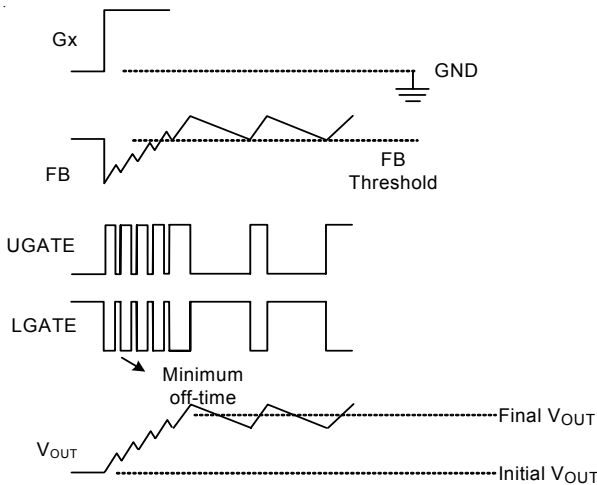 Gx
GND
FB
FB
Threshold
UGATE
LGATE
Minimum
off-time
Final VOUT
VOUT
Initial VOUT